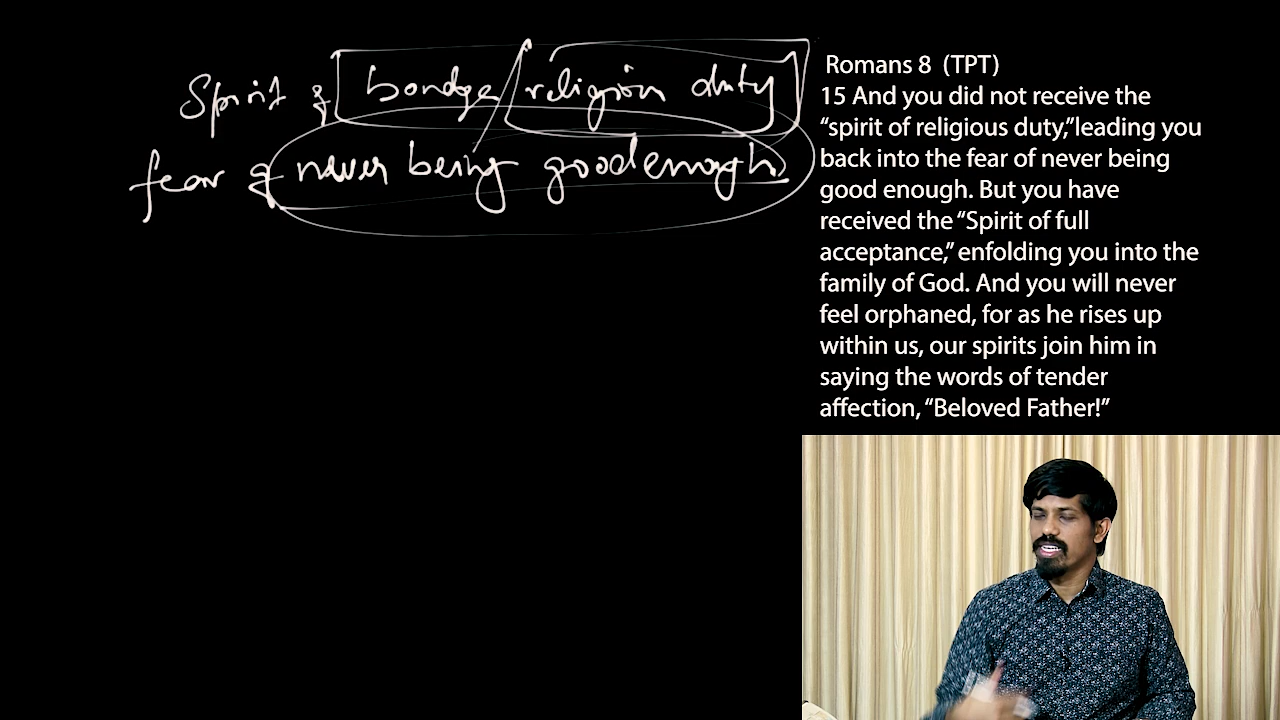 Spirit of bondge / religion duty
fear of never being good enough
Romans 8 (TPT)
15 And you did not receive the
“spirit of religious duty,”leading you
back into the fear of never being
good enough. But you have
received the “Spirit of full
acceptance,” enfolding you into the
family of God. And you will never
feel orphaned, for as he rises up
within us, our spirits join him in
saying the words of tender
affection, “Beloved Father!”